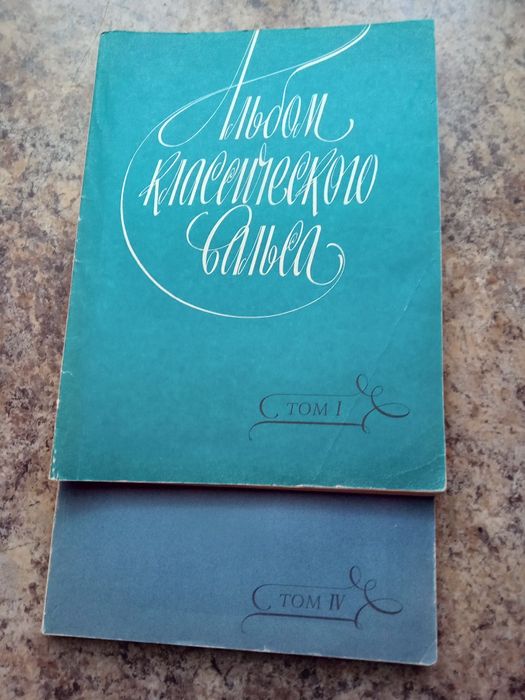 Альбом
классического
вальса
ТОМ I
ТОМ IV